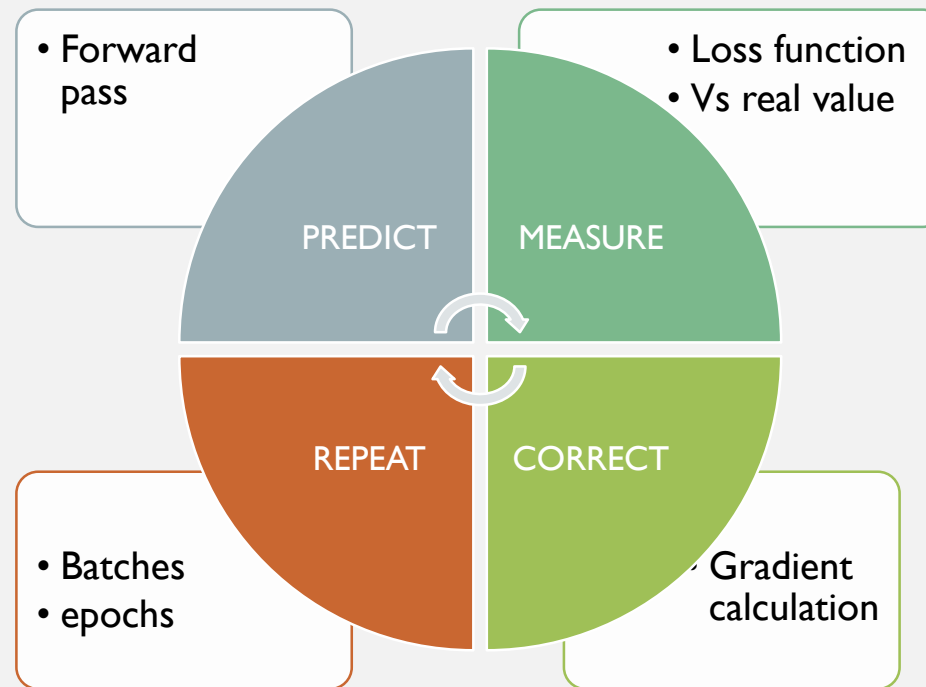 • Forward
pass
• Loss function
• Vs real value
PREDICT
MEASURE
REPEAT
CORRECT
• Batches
• epochs
• Gradient
calculation